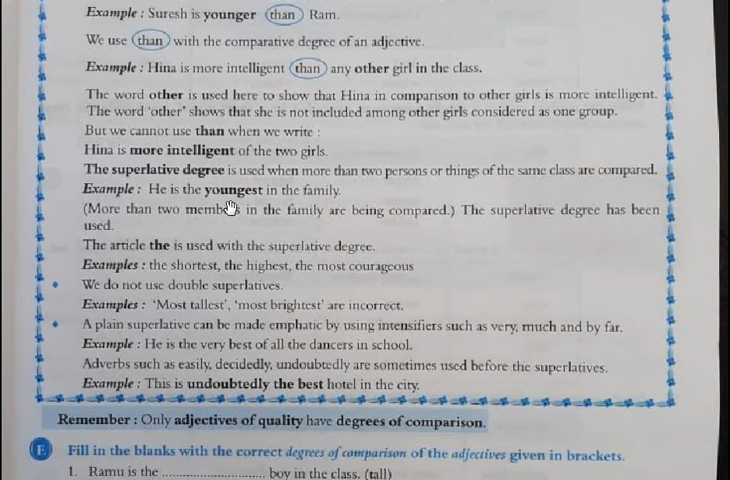 Example : Suresh is younger than Ram.
We use than with the comparative degree of an adjective.
Example : Hina is more intelligent than any other girl in the class.
The word other is used here to show that Hina in comparison to other girls is more intelligent.
The word 'other' shows that she is not included among other girls considered as one group.
But we cannot use than when we write :
Hina is more intelligent of the two girls.
The superlative degree is used when more than two persons or things of the same class are compared.
Example : He is the youngest in the family.
(More than two members in the family are being compared.) The superlative degree has been
used.
The article the is used with the superlative degree.
Examples : the shortest, the highest, the most courageous
• We do not use double superlatives.
Examples : 'Most tallest', 'most brightest' are incorrect.
• A plain superlative can be made emphatic by using intensifiers such as very, much and by far.
Example : He is the very best of all the dancers in school.
Adverbs such as easily, decidedly, undoubtedly are sometimes used before the superlatives.
Example : This is undoubtedly the best hotel in the city.
Remember : Only adjectives of quality have degrees of comparison.
E. Fill in the blanks with the correct degrees of comparison of the adjectives given in brackets.
1. Ramu is the .......................... boy in the class. (tall)